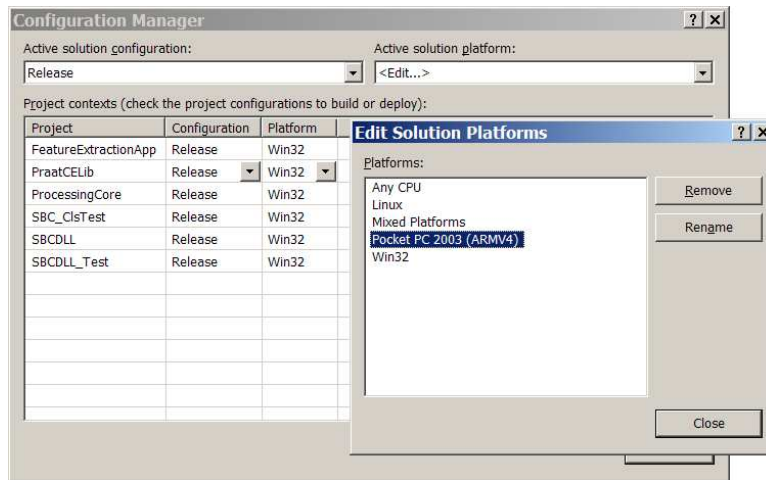 Configuration Manager
Active solution configuration:
Active solution platform:
Release
<Edit...>
Project contexts (check the project configurations to build or deploy):
Project Configuration Platform
FeatureExtractionApp Release Win32
PraatCELib Release Win32
ProcessingCore Release Win32
SBC_ClsTest Release Win32
SBCDLL Release Win32
SBCDLL_Test Release Win32
Edit Solution Platforms
Platforms:
Any CPU
Linux
Mixed Platforms
Pocket PC 2003 (ARMV4)
Win32
Remove
Rename
Close